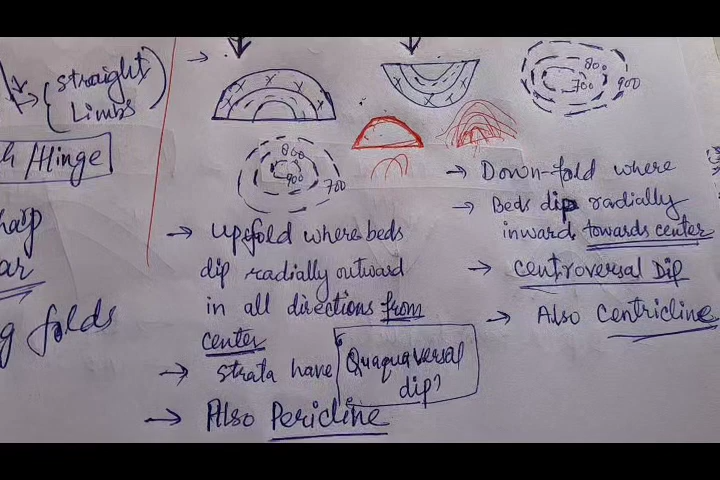 straight
Limbs
/Hinge
harp
folds
800
900
700
→ upfold where beds
dip radially outward
in all directions from
center
→ strata have Quaquaversal
dip?
→ Also Pericline
800
700
900
→ Down-fold where
→ Beds dip radially
inward towards center
→ centroversal Dip
→ Also Centricline